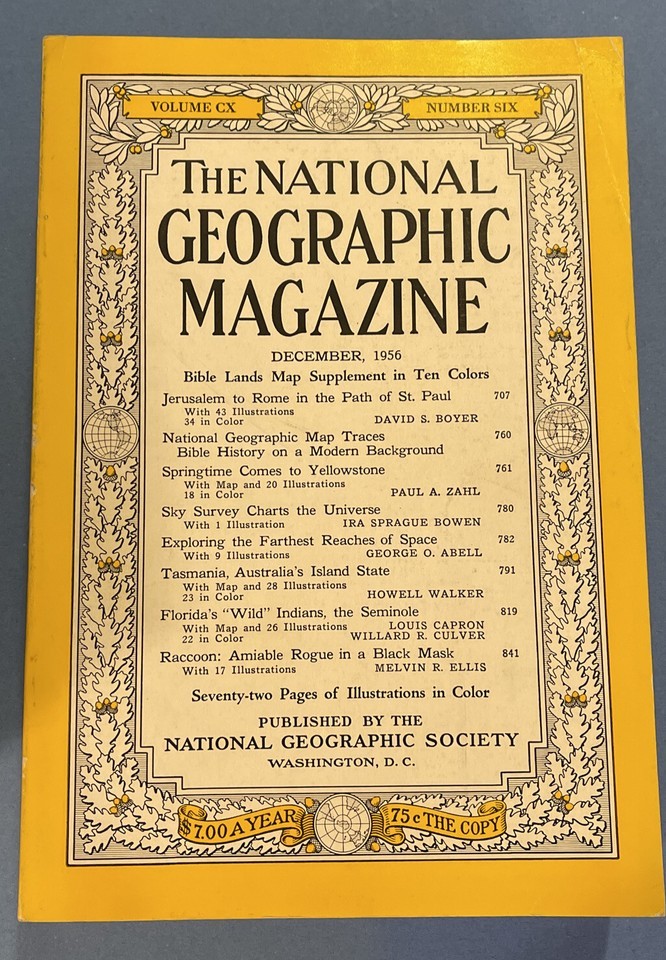 VOLUME CX NUMBER SIX
THE NATIONAL
GEOGRAPHIC
MAGAZINE
DECEMBER, 1956
Bible Lands Map Supplement in Ten Colors
Jerusalem to Rome in the Path of St. Paul 707
With 43 Illustrations
34 in Color DAVID S. BOYER
National Geographic Map Traces 760
Bible History on a Modern Background
Springtime Comes to Yellowstone 761
With Map and 20 Illustrations
18 in Color PAUL A. ZAHL
Sky Survey Charts the Universe 780
With 1 Illustration IRA SPRAGUE BOWEN
Exploring the Farthest Reaches of Space 782
With 9 Illustrations GEORGE O. ABELL
Tasmania, Australia's Island State 791
With Map and 28 Illustrations
23 in Color HOWELL WALKER
Florida's "Wild" Indians, the Seminole 819
With Map and 26 Illustrations LOUIS CAPRON
22 in Color WILLARD R. CULVER
Raccoon: Amiable Rogue in a Black Mask 841
With 17 Illustrations MELVIN R. ELLIS
Seventy-two Pages of Illustrations in Color
PUBLISHED BY THE
NATIONAL GEOGRAPHIC SOCIETY
WASHINGTON, D. C.
$7.00 A YEAR 75¢ THE COPY